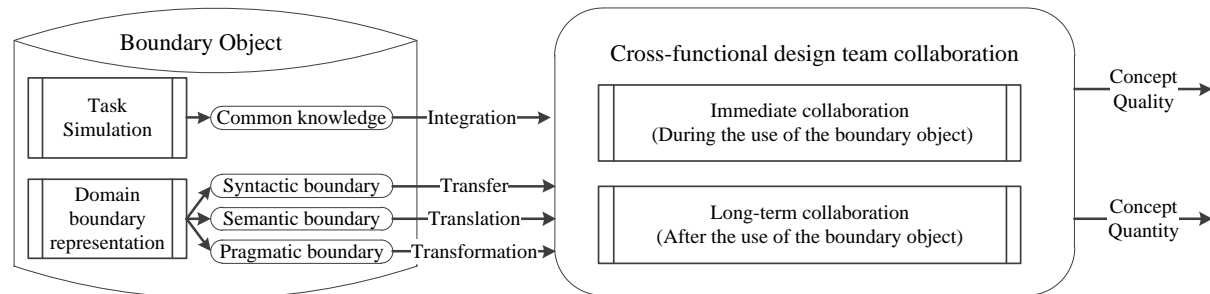 Boundary Object
Task
Simulation
Common knowledge
Integration
Domain
boundary
representation
Syntactic boundary
Transfer
Semantic boundary
Translation
Pragmatic boundary
Transformation
Cross-functional design team collaboration
Immediate collaboration
(During the use of the boundary object)
Long-term collaboration
(After the use of the boundary object)
Concept
Quality
Concept
Quantity